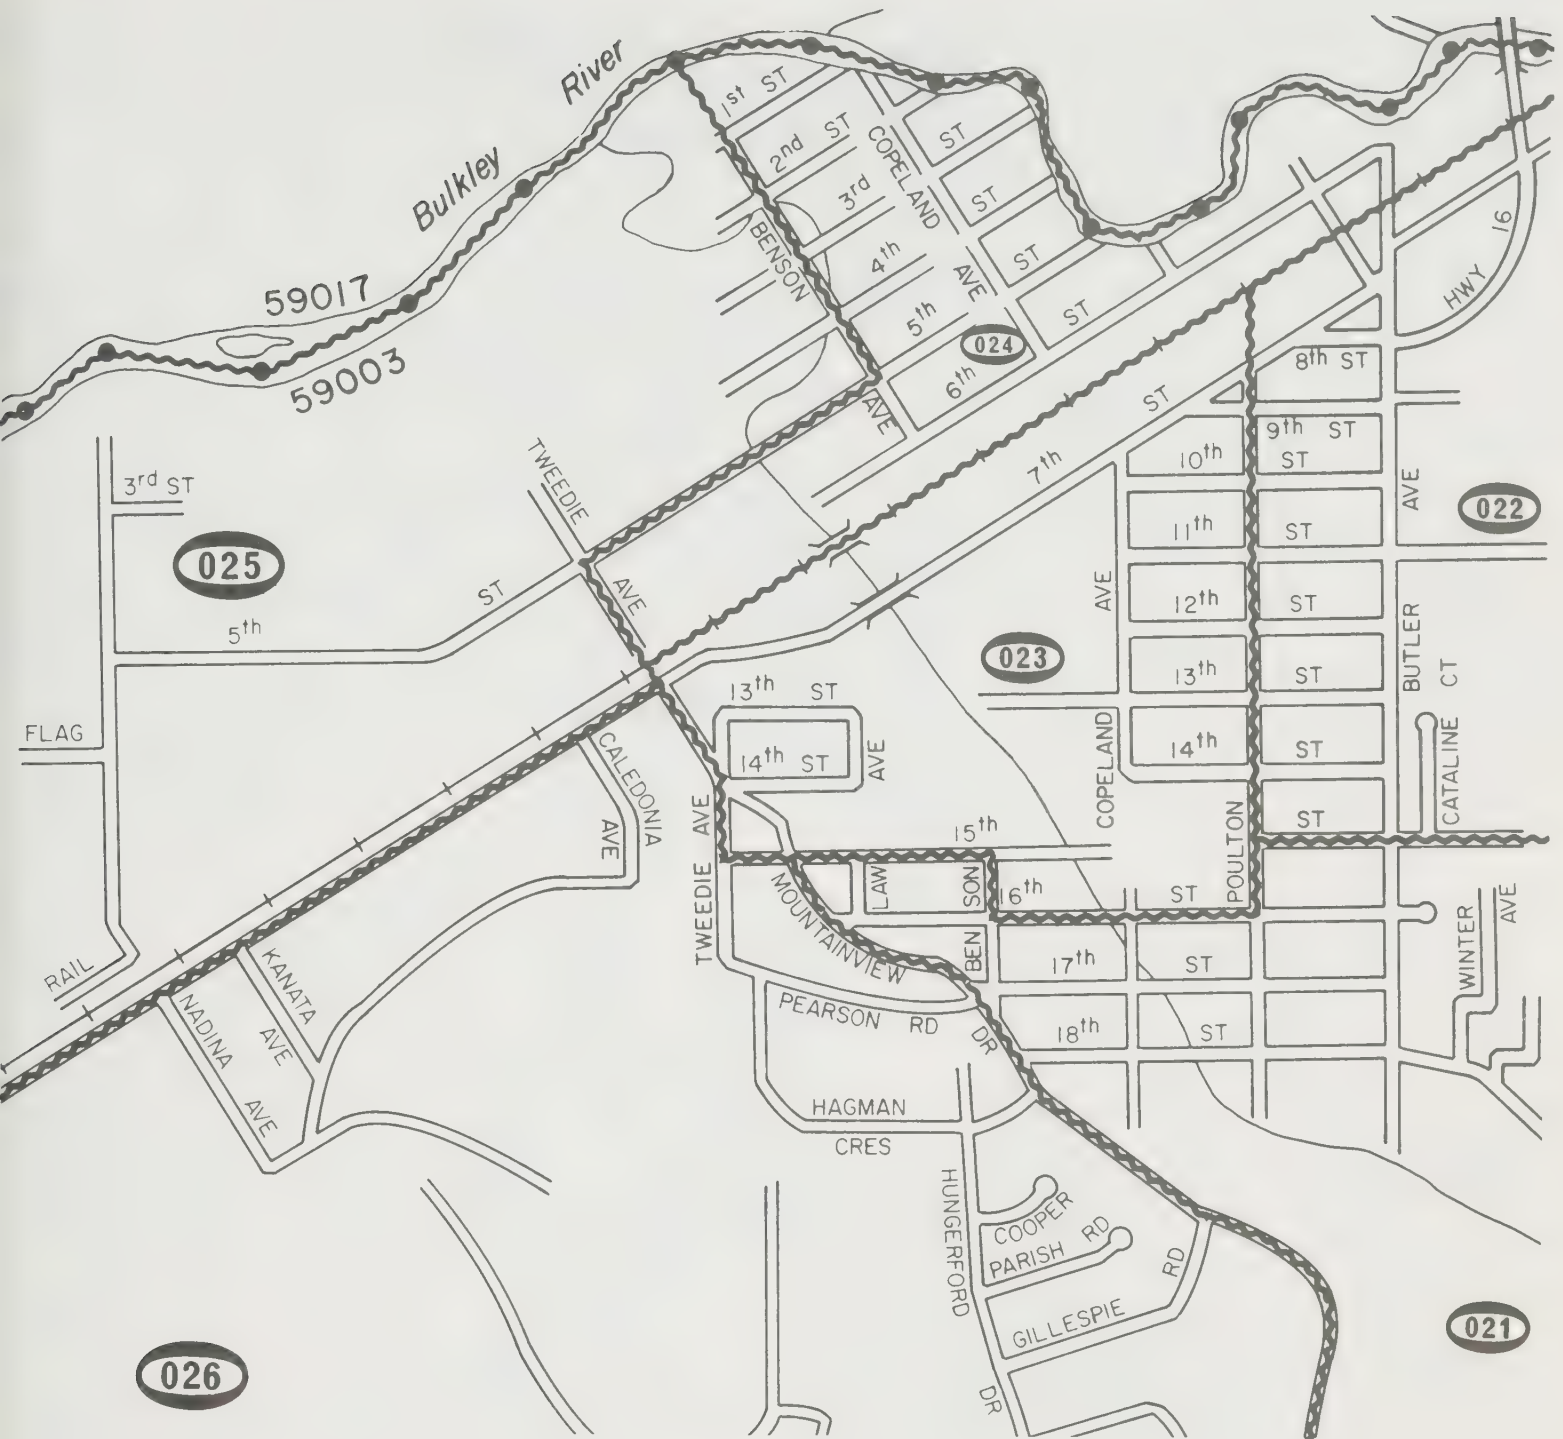 Bulkley River
59017
59003
1st ST
2nd ST
3rd
4th
5th
6th
COPELAND AVE
ST
ST
ST
ST
BENSON AVE
024
HWY 16
7th ST
8th ST
9th ST
10th ST
11th ST
12th ST
13th ST
14th ST
ST
022
AVE
BUTLER
CATALINE CT
COPELAND AVE
023
POULTON
TWEEDIE AVE
3rd ST
025
5th ST
FLAG
RAIL
13th ST
14th ST
AVE
CALEDONIA AVE
TWEEDIE AVE
TWEEDIE
15th
LAW
SON
16th ST
BEN
17th ST
18th ST
WINTER AVE
MOUNTAINVIEW DR
PEARSON RD
KANATA AVE
NADINA AVE
HAGMAN
CRES
HUNGERFORD DR
COOPER
PARISH RD
GILLESPIE RD
021
026